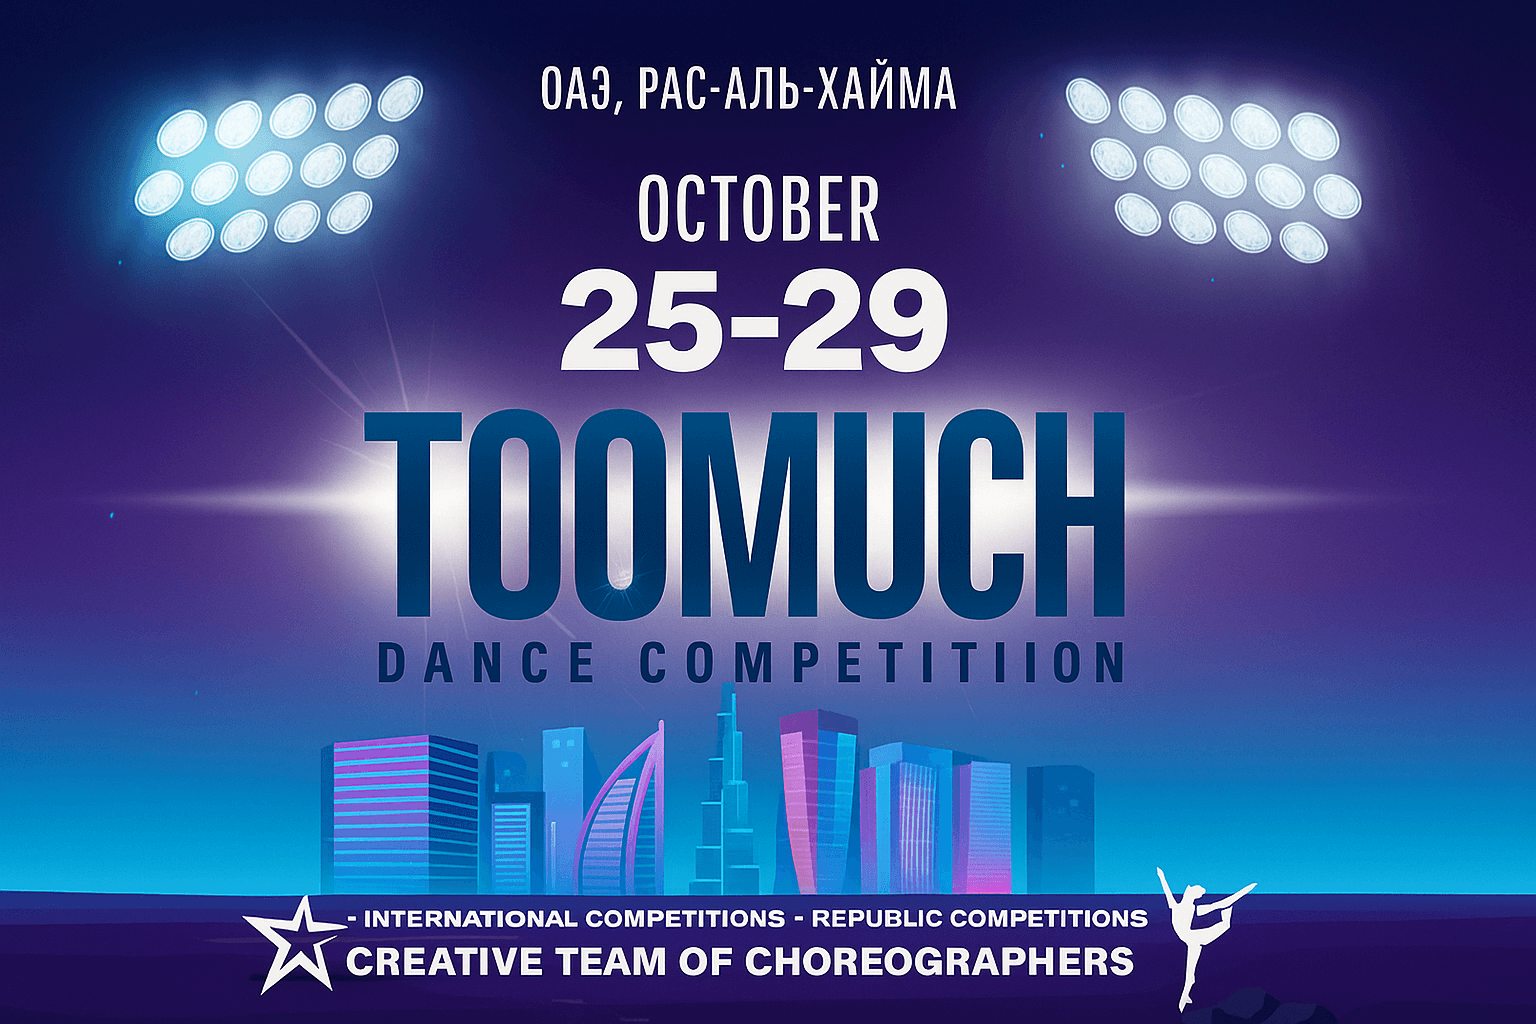 ОАЭ, РАС-АЛЬ-ХАЙМА
OCTOBER
25-29
TOOMUCH
DANCE COMPETITIION
- INTERNATIONAL COMPETITIONS - REPUBLIC COMPETITIONS
CREATIVE TEAM OF CHOREOGRAPHERS